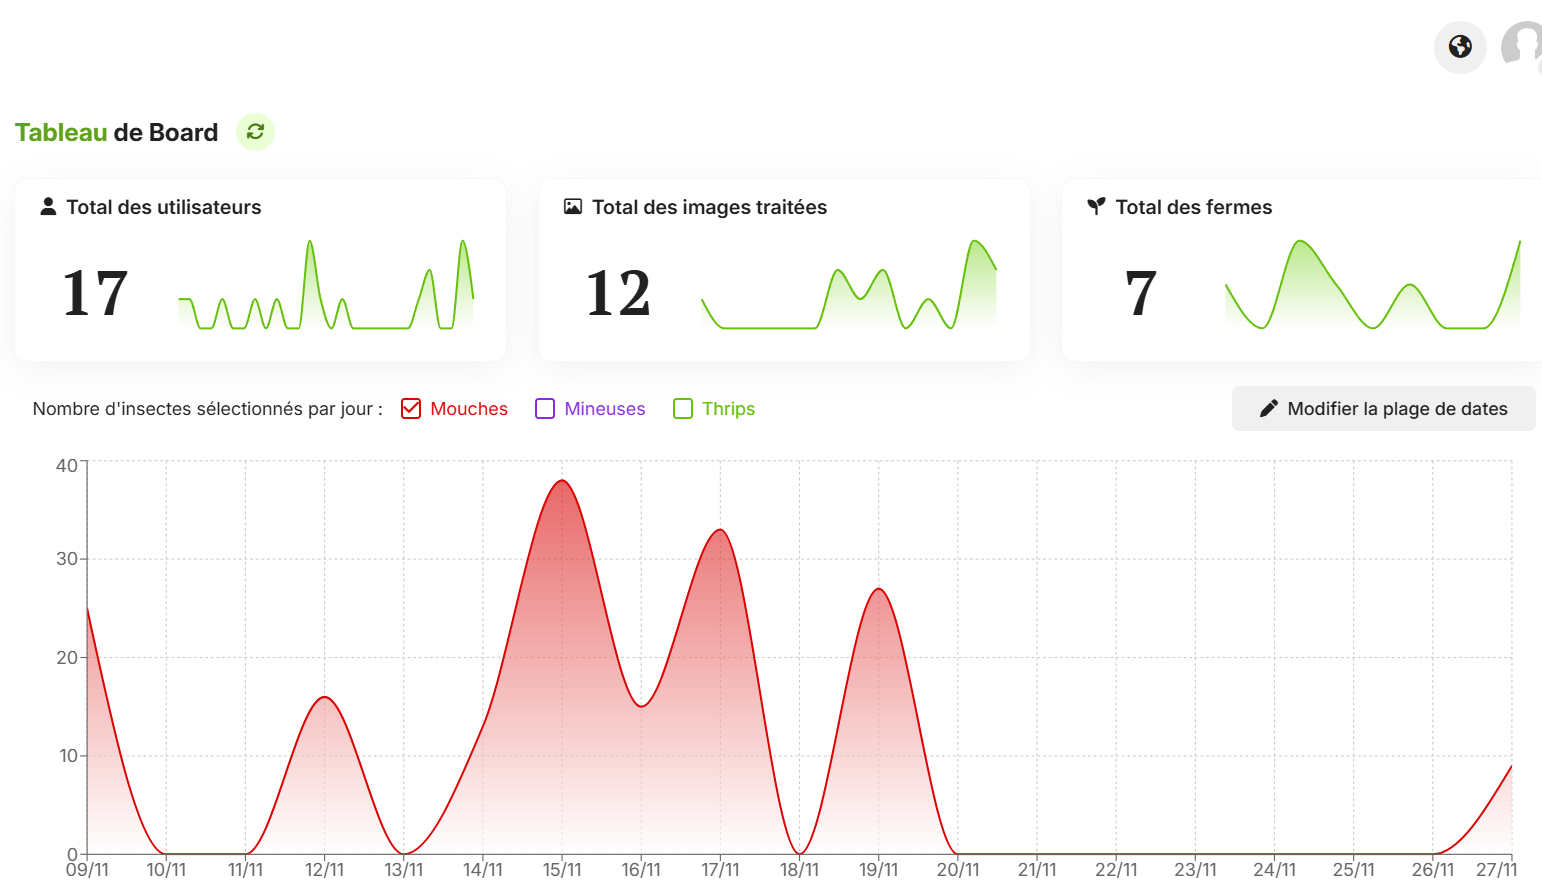 Tableau de Board
Total des utilisateurs
17
Total des images traitées
12
Total des fermes
7
Nombre d'insectes sélectionnés par jour : Mouches Mineuses Thrips
Modifier la plage de dates
40
30
20
10
0
09/11 10/11 11/11 12/11 13/11 14/11 15/11 16/11 17/11 18/11 19/11 20/11 21/11 22/11 23/11 24/11 25/11 26/11 27/11